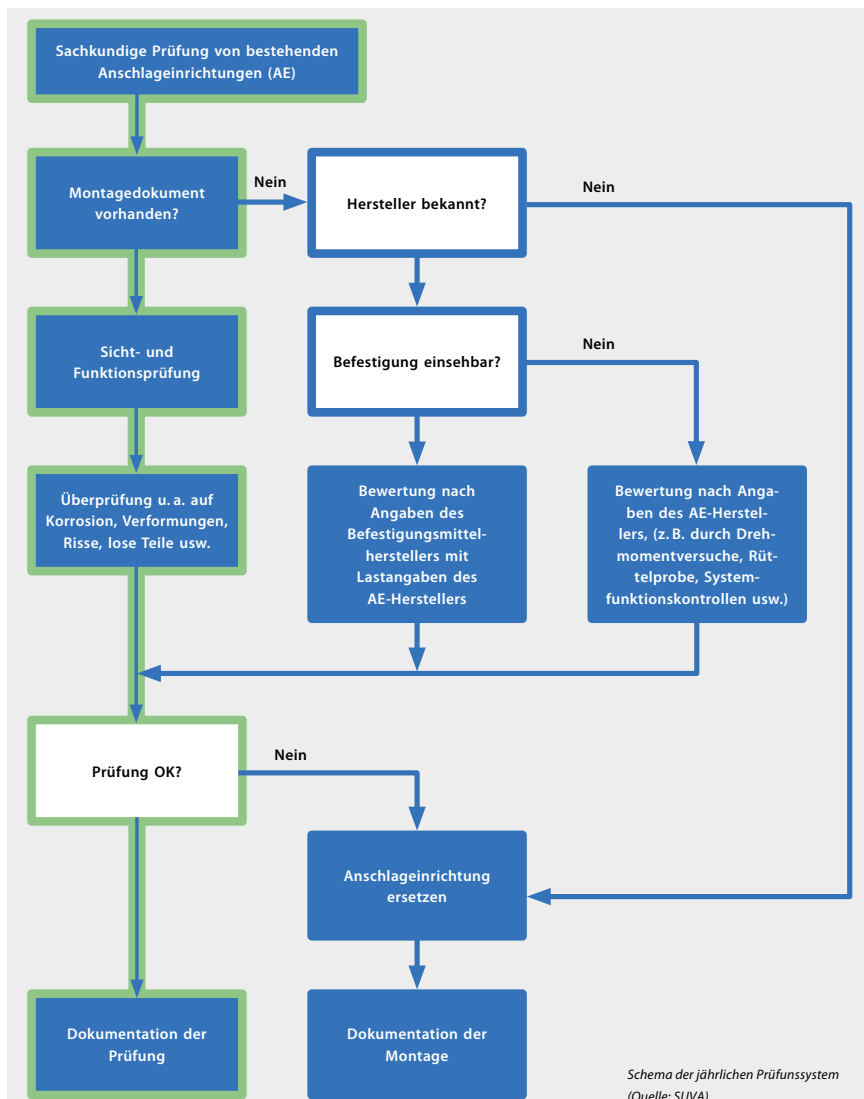 Sachkundige Prüfung von bestehenden
Anschlageinrichtungen (AE)
Montagedokument
vorhanden?
Nein
Hersteller bekannt?
Nein
Sicht- und
Funktionsprüfung
Befestigung einsehbar?
Nein
Überprüfung u. a. auf
Korrosion, Verformungen,
Risse, lose Teile usw.
Bewertung nach
Angaben des
Befestigungsmittel-
herstellers mit
Lastangaben des
AE-Herstellers
Bewertung nach Anga-
ben des AE-Herstel-
lers, (z. B. durch Dreh-
momentversuche, Rüt-
telprobe, System-
funktionskontrollen usw.)
Prüfung OK?
Nein
Anschlageinrichtung
ersetzen
Dokumentation der
Prüfung
Dokumentation der
Montage
Schema der jährlichen Prüfunssystem
(Quelle: SUVA)